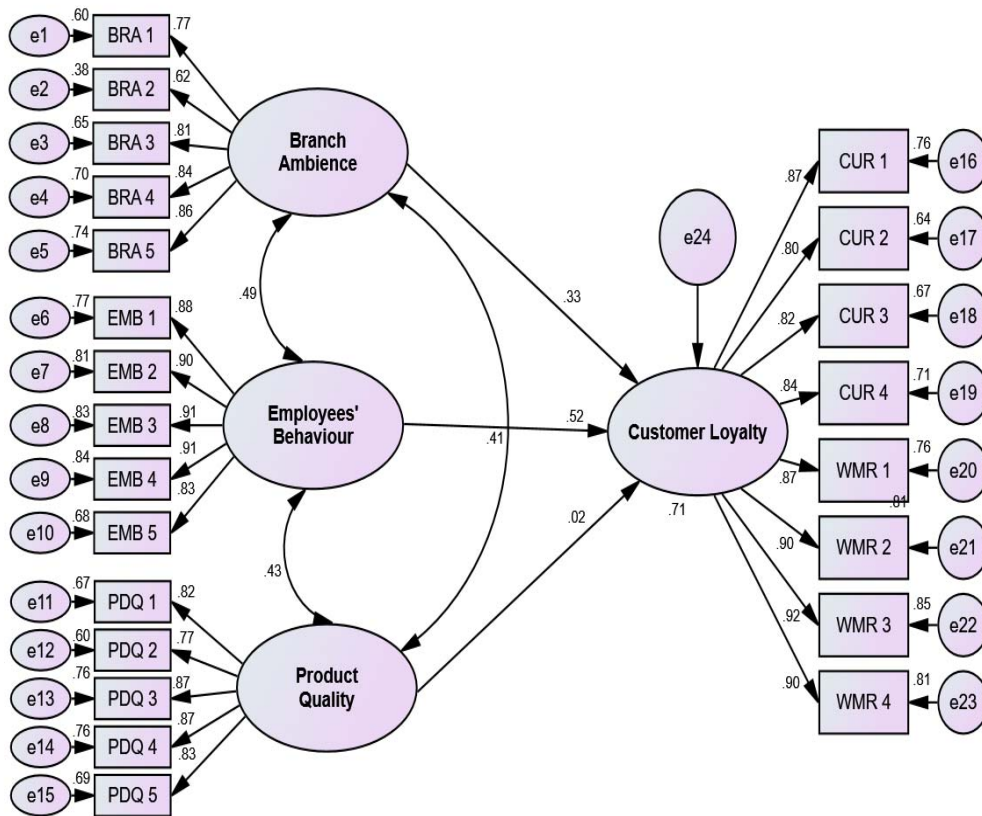 .60
e1
BRA 1
.77
.38
e2
BRA 2
.62
.65
e3
BRA 3
.81
.70
e4
BRA 4
.84
.74
e5
BRA 5
.86
Branch
Ambience
.49
.77
e6
EMB 1
.88
.81
e7
EMB 2
.90
.83
e8
EMB 3
.91
.84
e9
EMB 4
.91
.68
e10
EMB 5
.83
Employees'
Behaviour
.43
.67
e11
PDQ 1
.82
.60
e12
PDQ 2
.77
.76
e13
PDQ 3
.87
.76
e14
PDQ 4
.87
.69
e15
PDQ 5
.83
Product
Quality
.41
.33
.52
.02
e24
Customer Loyalty
.71
.87
CUR 1
.76
e16
.80
CUR 2
.64
e17
.82
CUR 3
.67
e18
.84
CUR 4
.71
e19
.87
WMR 1
.76
e20
.90
WMR 2
.81
e21
.92
WMR 3
.85
e22
.90
WMR 4
.81
e23